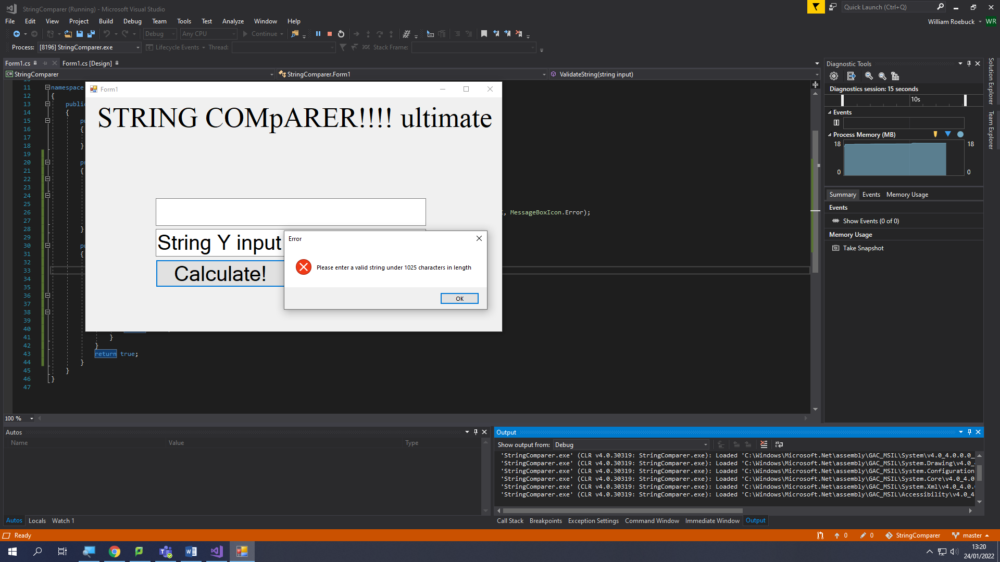 StringComparer (Running) - Microsoft Visual Studio
Quick Launch (Ctrl+Q)
File Edit View Project Build Debug Team Tools Test Analyze Window Help
William Roebuck WR
Debug Any CPU Continue
Process: [8196] StringComparer.exe Lifecycle Events Thread: Stack Frame:
Form1.cs Form1.cs [Design]
StringComparer StringComparer.Form1 ValidateString(string input)
11 namespace
12 {
13 public
14 {
15
16 {
17
18 }
19
20
21 {
22
23
24
25
26 , MessageBoxIcon.Error);
27
28 }
29
30
31 {
32
33
34
35
36
37
38
39
40
41 }
42 }
43 return true;
44 }
45 }
46 }
47
Form1
STRING COMpARER!!!! ultimate
String Y input
Calculate!
Error
Please enter a valid string under 1025 characters in length
OK
100 %
Diagnostic Tools
Diagnostics session: 15 seconds
10s
Events
Process Memory (MB)
18 18
0 0
Summary Events Memory Usage
Events
Show Events (0 of 0)
Memory Usage
Take Snapshot
Solution Explorer
Team Explorer
Autos
Name Value Type
Autos Locals Watch 1
Output
Show output from: Debug
'StringComparer.exe' (CLR v4.0.30319: StringComparer.exe): Loaded 'C:\Windows\Microsoft.Net\assembly\GAC_MSIL\System\v4.0_4.0.0.0_
'StringComparer.exe' (CLR v4.0.30319: StringComparer.exe): Loaded 'C:\Windows\Microsoft.Net\assembly\GAC_MSIL\System.Drawing\v4.0_
'StringComparer.exe' (CLR v4.0.30319: StringComparer.exe): Loaded 'C:\Windows\Microsoft.Net\assembly\GAC_MSIL\System.Configuration
'StringComparer.exe' (CLR v4.0.30319: StringComparer.exe): Loaded 'C:\Windows\Microsoft.Net\assembly\GAC_MSIL\System.Core\v4.0_4.0
'StringComparer.exe' (CLR v4.0.30319: StringComparer.exe): Loaded 'C:\Windows\Microsoft.Net\assembly\GAC_MSIL\System.Xml\v4.0_4.0.
'StringComparer.exe' (CLR v4.0.30319: StringComparer.exe): Loaded 'C:\Windows\Microsoft.Net\assembly\GAC_MSIL\Accessibility\v4.0_4
Call Stack Breakpoints Exception Settings Command Window Immediate Window Output
Ready
0 0 StringComparer master
13:20
24/01/2022